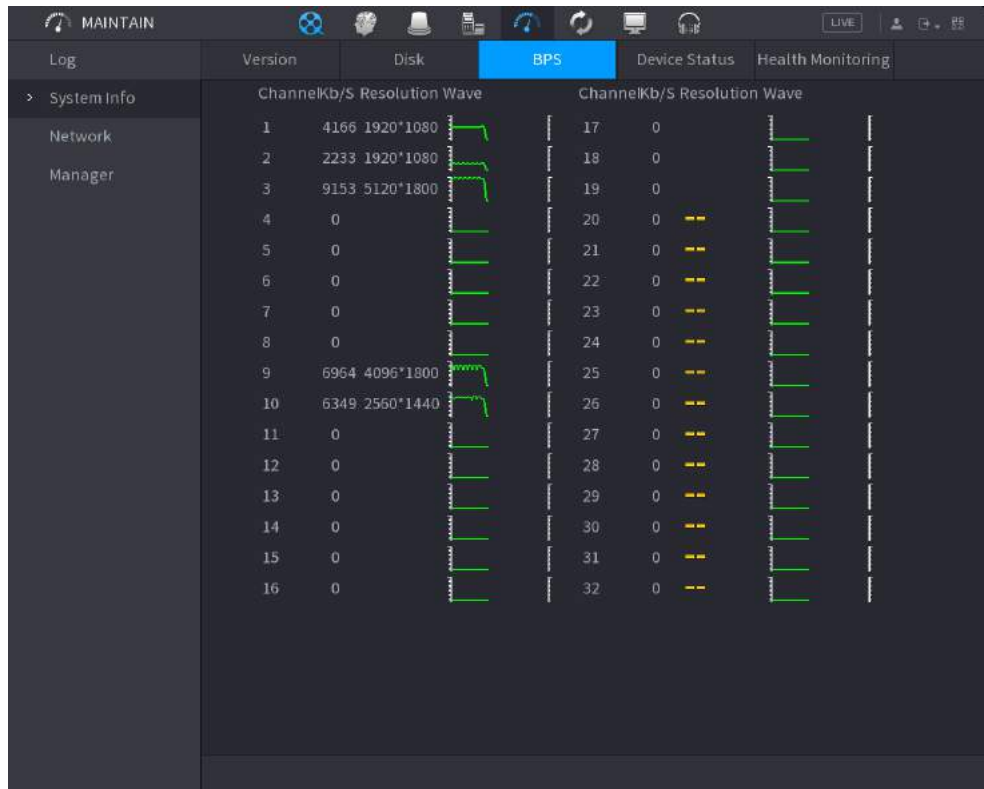 MAINTAIN LIVE
Log Version Disk BPS Device Status Health Monitoring
System Info ChannelKb/S Resolution Wave ChannelKb/S Resolution Wave
Network
Manager
1 4166 1920*1080 17 0
2 2233 1920*1080 18 0
3 9153 5120*1800 19 0
4 0 20 0 --
5 0 21 0 --
6 0 22 0 --
7 0 23 0 --
8 0 24 0 --
9 6964 4096*1800 25 0 --
10 6349 2560*1440 26 0 --
11 0 27 0 --
12 0 28 0 --
13 0 29 0 --
14 0 30 0 --
15 0 31 0 --
16 0 32 0 --